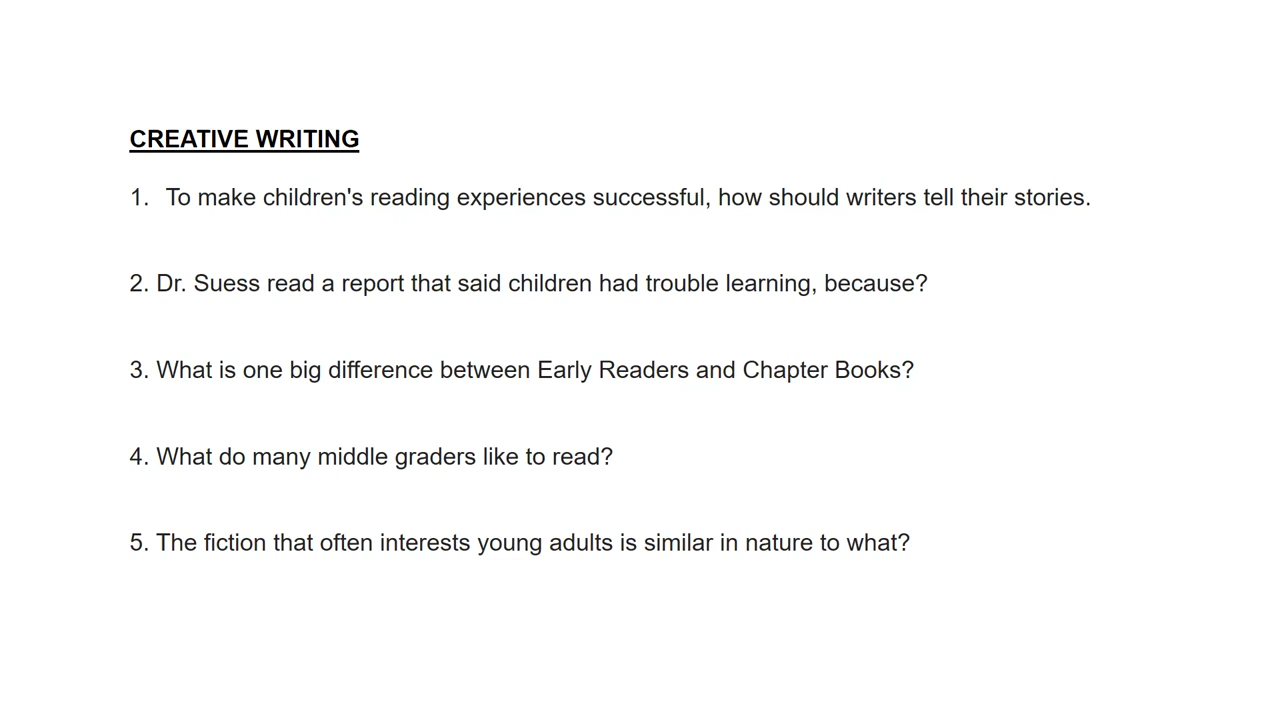 CREATIVE WRITING
1. To make children's reading experiences successful, how should writers tell their stories.
2. Dr. Suess read a report that said children had trouble learning, because?
3. What is one big difference between Early Readers and Chapter Books?
4. What do many middle graders like to read?
5. The fiction that often interests young adults is similar in nature to what?